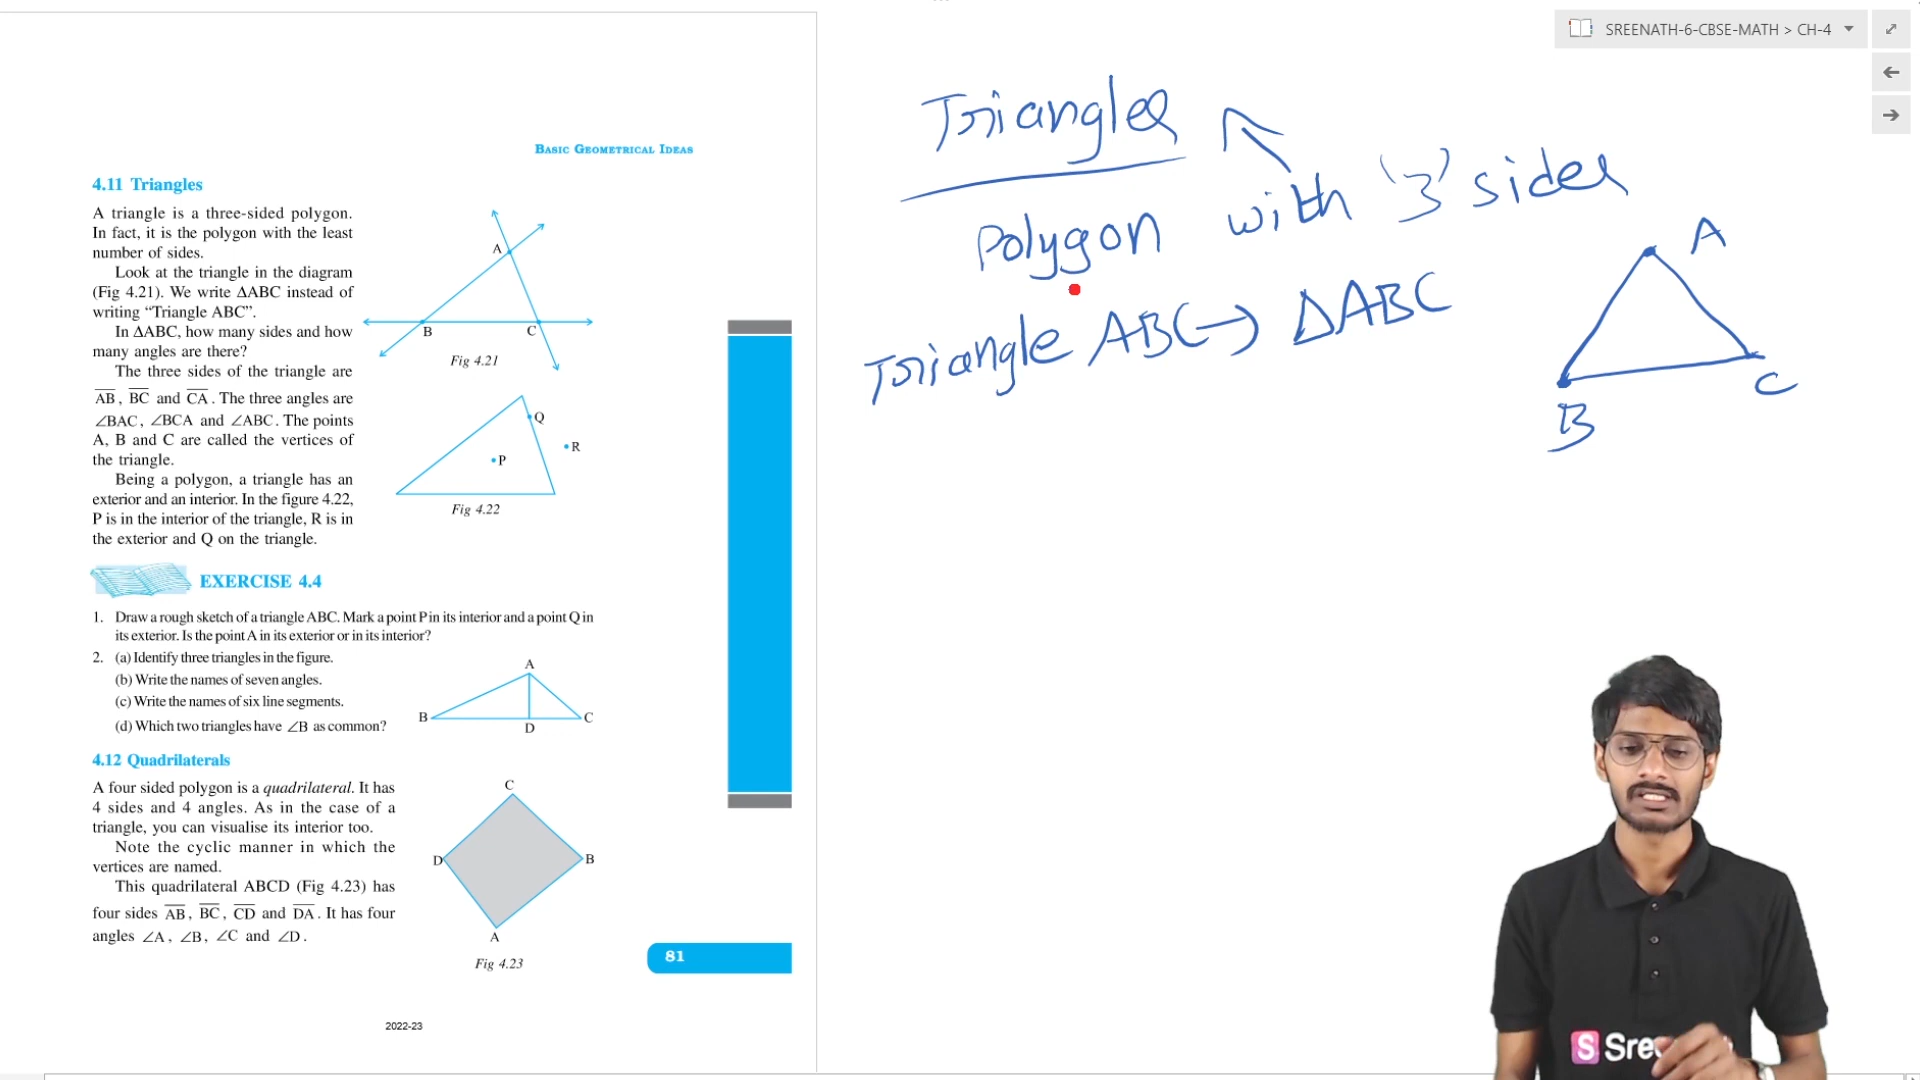 SREENATH-6-CBSE-MATH > CH-4
BASIC GEOMETRICAL IDEAS
4.11 Triangles
A triangle is a three-sided polygon.
In fact, it is the polygon with the least
number of sides.
Look at the triangle in the diagram
(Fig 4.21). We write ΔABC instead of
writing “Triangle ABC”.
In ΔABC, how many sides and how
many angles are there?
The three sides of the triangle are
A̅B̅, B̅C̅ and C̅A̅. The three angles are
∠BAC, ∠BCA and ∠ABC. The points
A, B and C are called the vertices of
the triangle.
Being a polygon, a triangle has an
exterior and an interior. In the figure 4.22,
P is in the interior of the triangle, R is in
the exterior and Q on the triangle.
A
B
C
Fig 4.21
Q
R
P
Fig 4.22
EXERCISE 4.4
1. Draw a rough sketch of a triangle ABC. Mark a point P in its interior and a point Q in
its exterior. Is the point A in its exterior or in its interior?
2. (a) Identify three triangles in the figure.
(b) Write the names of seven angles.
(c) Write the names of six line segments.
(d) Which two triangles have ∠B as common?
A
B
C
D
4.12 Quadrilaterals
A four sided polygon is a quadrilateral. It has
4 sides and 4 angles. As in the case of a
triangle, you can visualise its interior too.
Note the cyclic manner in which the
vertices are named.
This quadrilateral ABCD (Fig 4.23) has
four sides A̅B̅, B̅C̅, C̅D̅ and D̅A̅. It has four
angles ∠A, ∠B, ∠C and ∠D.
C
D
B
A
Fig 4.23
81
2022-23
Triangles
Polygon with '3' sides
Triangle ABC → ΔABC
A
B
C
S Sree